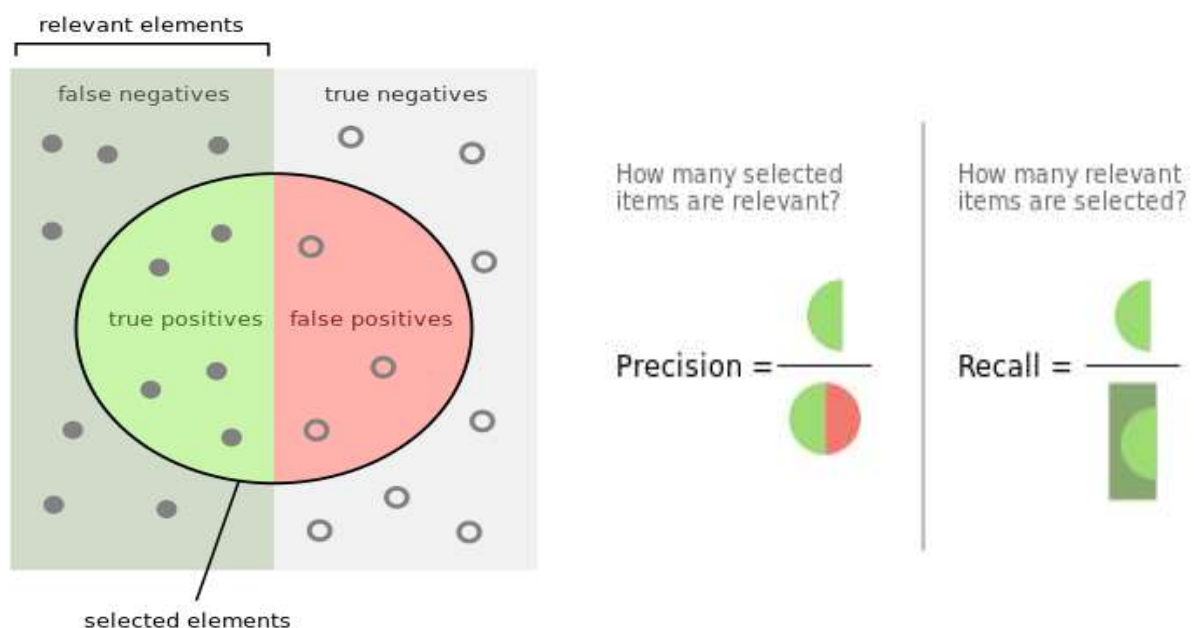 relevant elements
false negatives
true negatives
true positives
false positives
selected elements
How many selected
items are relevant?
Precision =
How many relevant
items are selected?
Recall =